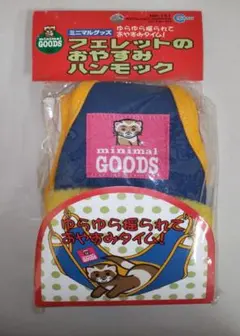 minimal
GOODS
ミニマルグッズ
ゆらゆら揺られて
おやすみタイム!
フェレットの
おやすみ
ハンモック
minimal
GOODS
ゆらゆら揺られて
おやすみタイム!
GOODS